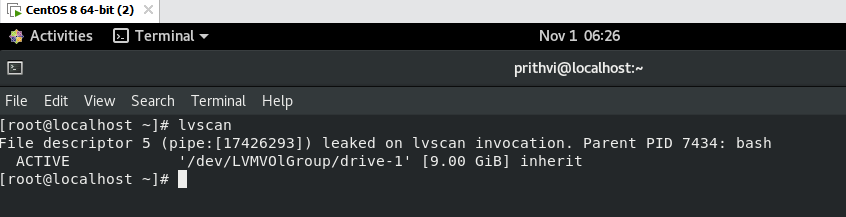 CentOS 8 64-bit (2) ×
Activities Terminal Nov 1 06:26
prithvi@localhost:~
File Edit View Search Terminal Help
[root@localhost ~]# lvscan
File descriptor 5 (pipe:[17426293]) leaked on lvscan invocation. Parent PID 7434: bash
  ACTIVE            '/dev/LVMVOlGroup/drive-1' [9.00 GiB] inherit
[root@localhost ~]#